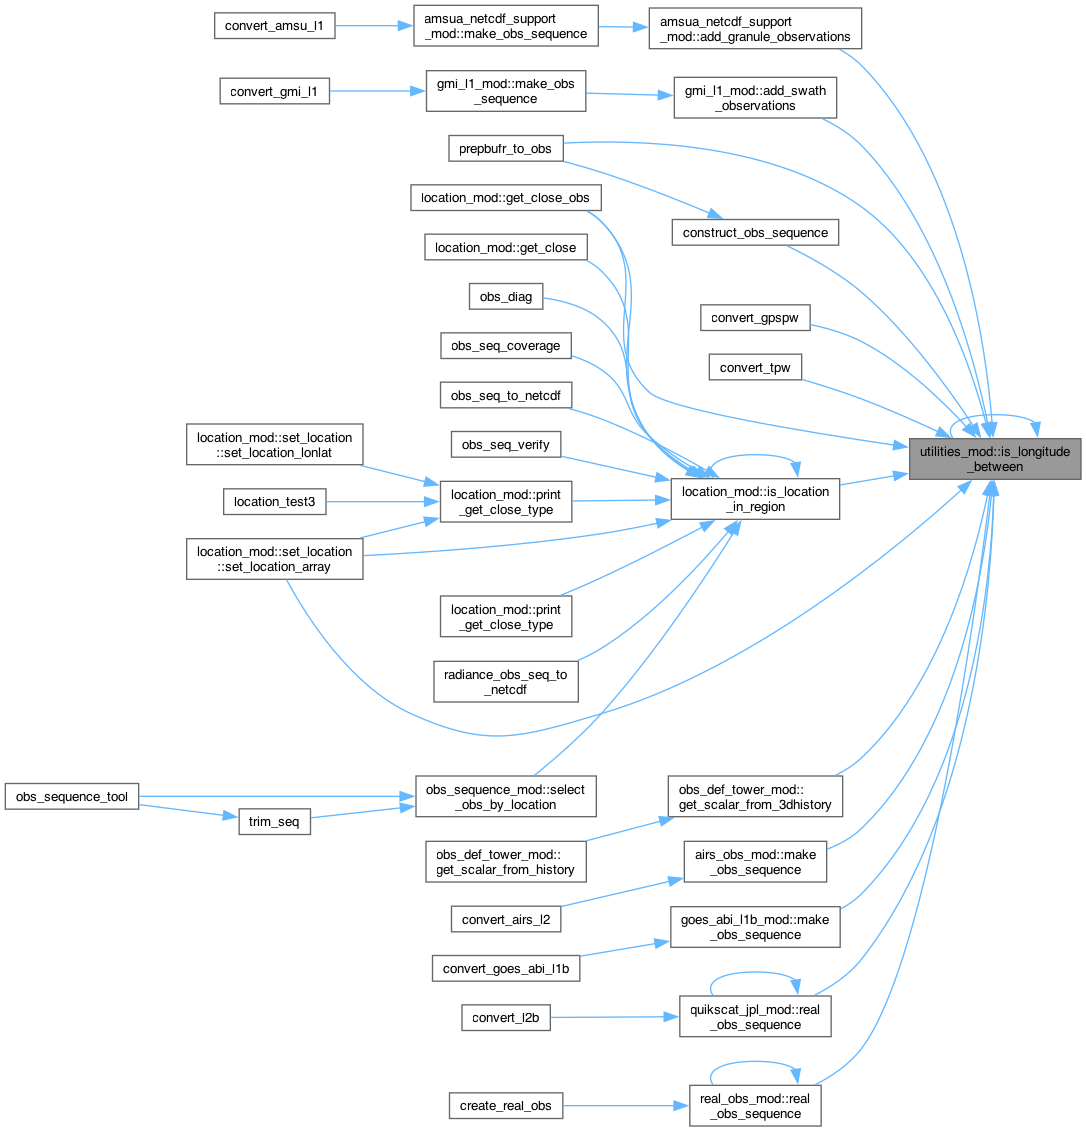 convert_amsu_l1
amsua_netcdf_support
_mod::make_obs_sequence
amsua_netcdf_support
_mod::add_granule_observations
convert_gmi_l1
gmi_l1_mod::make_obs
_sequence
gmi_l1_mod::add_swath
_observations
prepbufr_to_obs
location_mod::get_close_obs
construct_obs_sequence
location_mod::get_close
obs_diag
convert_gpspw
obs_seq_coverage
convert_tpw
obs_seq_to_netcdf
location_mod::set_location
::set_location_lonlat
obs_seq_verify
utilities_mod::is_longitude
_between
location_test3
location_mod::print
_get_close_type
location_mod::is_location
_in_region
location_mod::set_location
::set_location_array
location_mod::print
_get_close_type
radiance_obs_seq_to
_netcdf
obs_sequence_tool
trim_seq
obs_sequence_mod::select
_obs_by_location
obs_def_tower_mod::
get_scalar_from_3dhistory
obs_def_tower_mod::
get_scalar_from_history
airs_obs_mod::make
_obs_sequence
convert_airs_l2
goes_abi_l1b_mod::make
_obs_sequence
convert_goes_abi_l1b
quikscat_jpl_mod::real
_obs_sequence
convert_l2b
real_obs_mod::real
_obs_sequence
create_real_obs